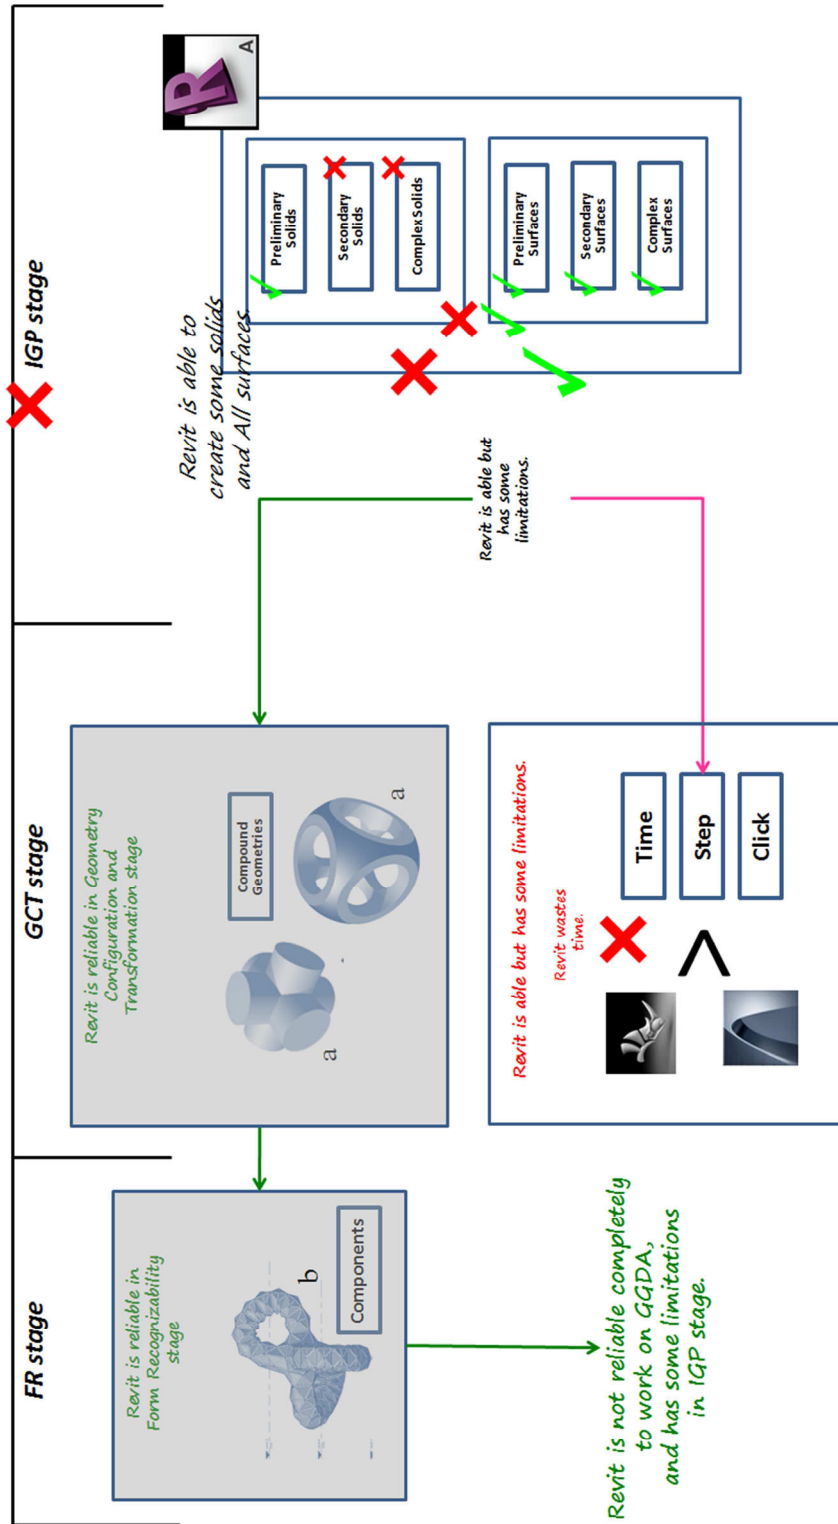 FR stage
GCT stage
IGP stage
Revit is reliable in
Form Recognizability
stage
b
Components
Revit is not reliable completely
to work on GGDA,
and has some limitations
in IGP stage.
Revit is reliable in Geometry
Configuration and
Transformation stage
Compound
Geometries
a
a
Revit is able but has some limitations.
Revit wastes
time.
>
Time
Step
Click
Revit is able but
has some
limitations.
Revit is able to
create some solids
and All surfaces.
R
A
Preliminary
Solids
Secondary
Solids
Complex Solids
Preliminary
Surfaces
Secondary
Surfaces
Complex
Surfaces